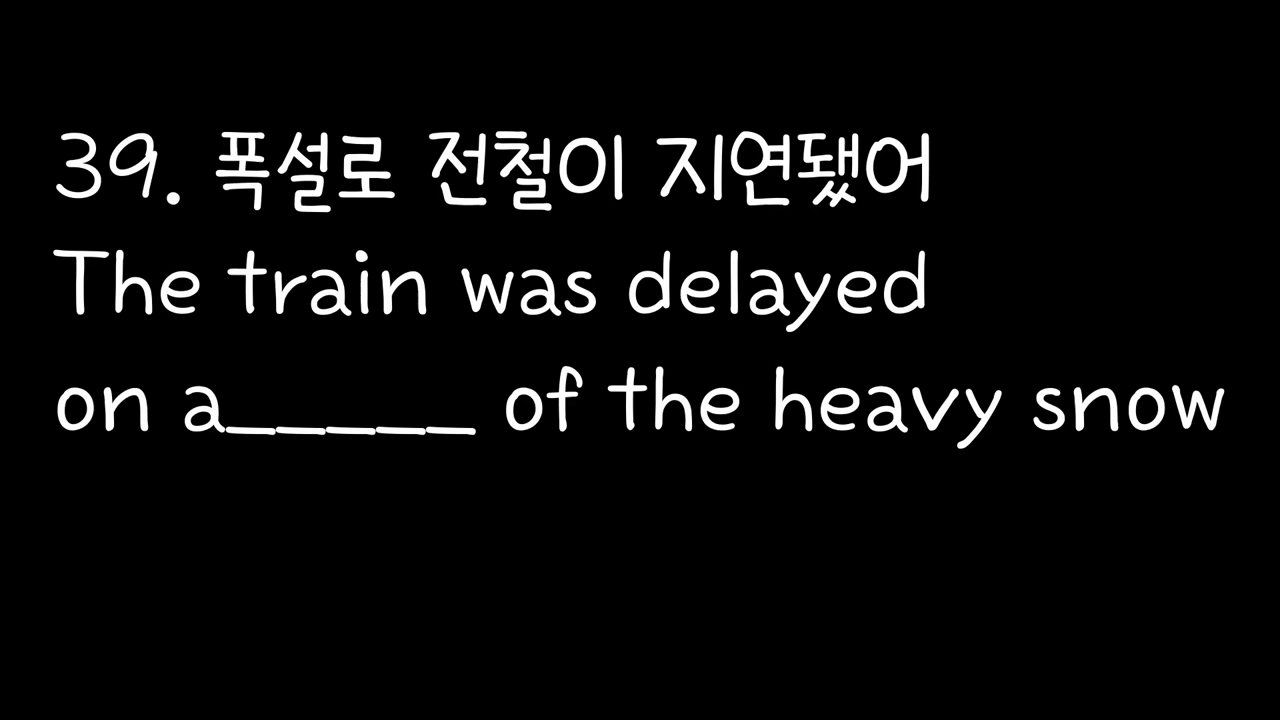 39. 폭설로 전철이 지연됐어
The train was delayed
on a_____ of the heavy snow